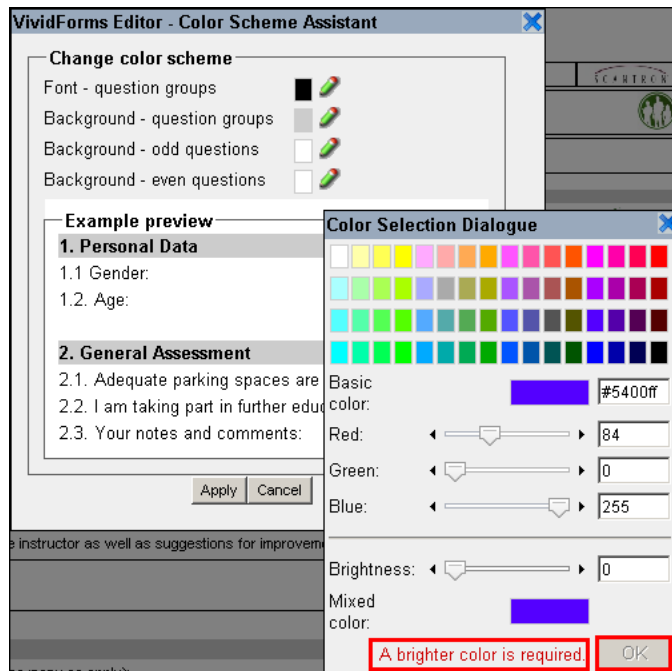 VividForms Editor - Color Scheme Assistant
Change color scheme
Font - question groups
Background - question groups
Background - odd questions
Background - even questions
SCANTRON
Example preview
1. Personal Data
1.1 Gender:
1.2. Age:
2. General Assessment
2.1. Adequate parking spaces are
2.2. I am taking part in further educ
2.3. Your notes and comments:
Apply Cancel
e instructor as well as suggestions for improveme
Color Selection Dialogue
Basic color: #5400ff
Red: 84
Green: 0
Blue: 255
Brightness: 0
Mixed color:
A brighter color is required. OK